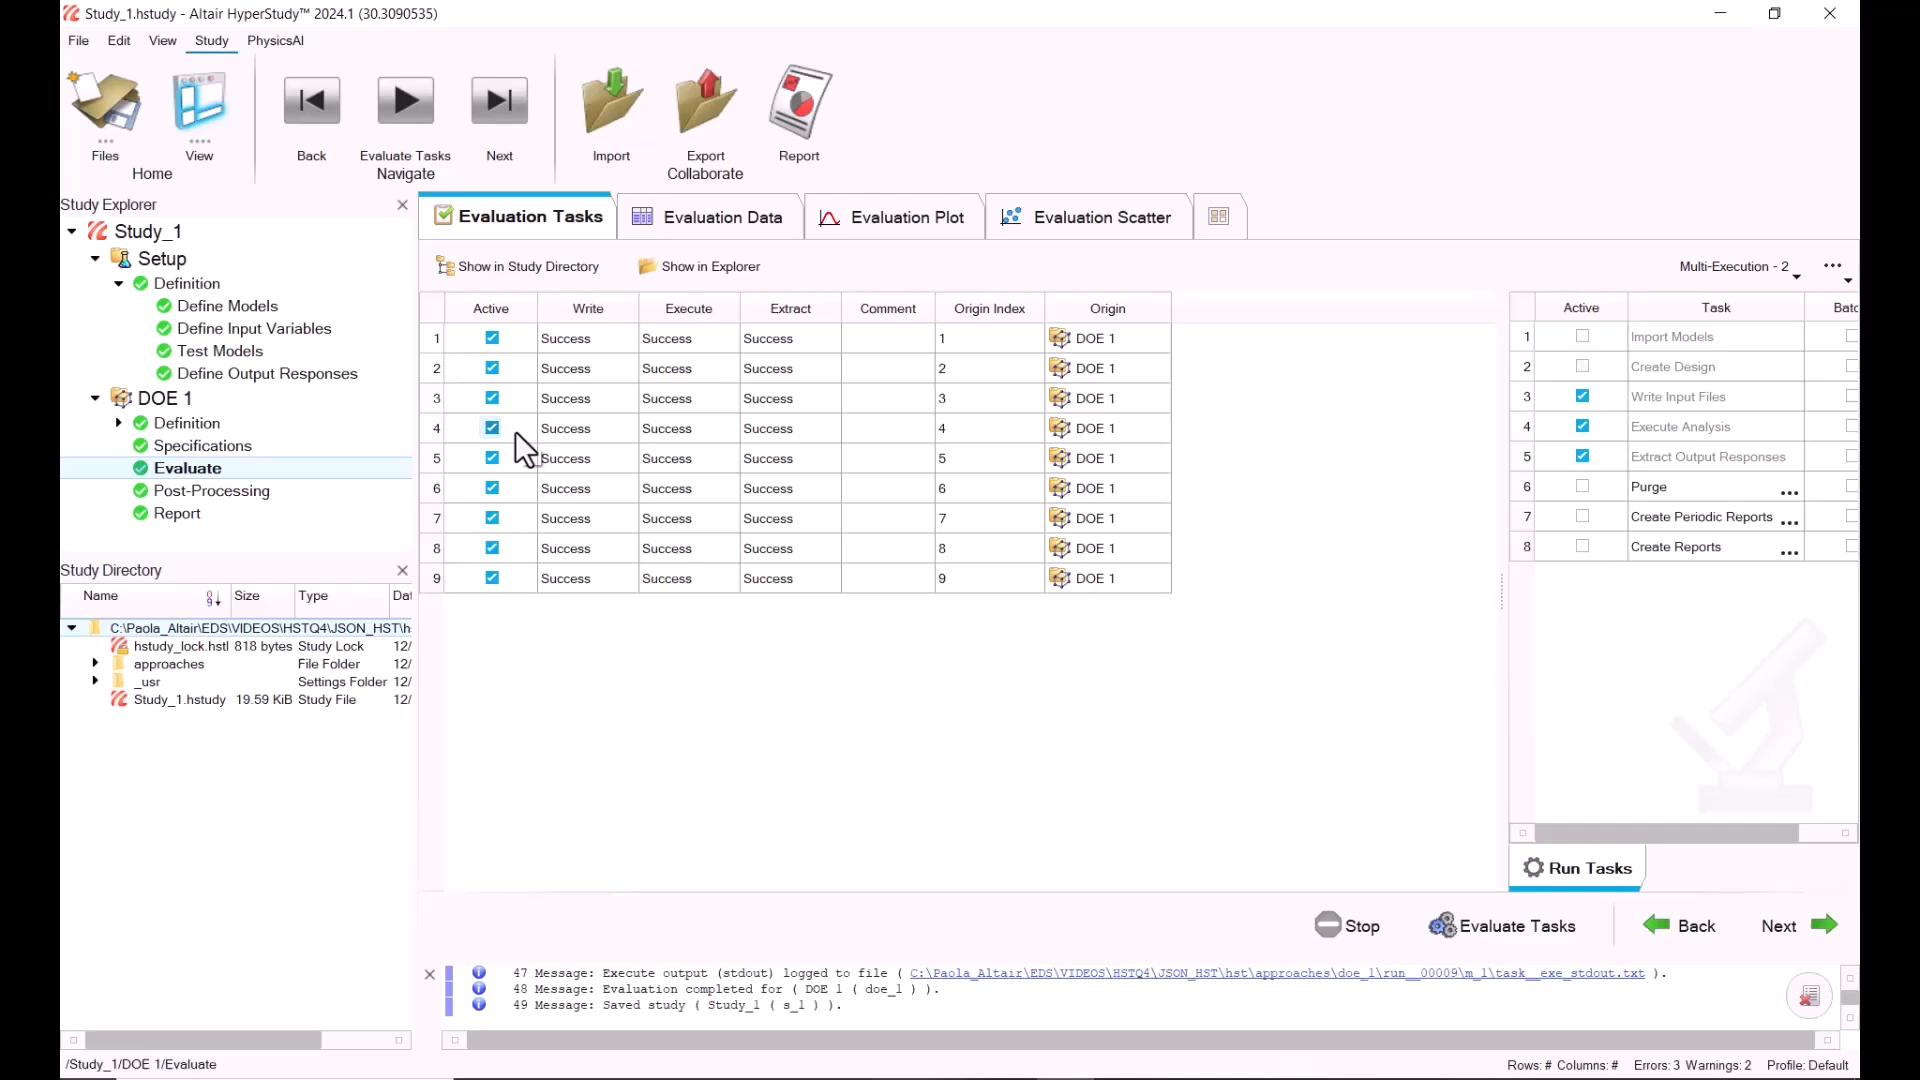 Study_1.hstudy - Altair HyperStudy™ 2024.1 (30.3090535)
File Edit View Study PhysicsAI
Files View Back Evaluate Tasks Next Import Export Report
Home Navigate Collaborate
Study Explorer
Study_1
Setup
Definition
Define Models
Define Input Variables
Test Models
Define Output Responses
DOE 1
Definition
Specifications
Evaluate
Post-Processing
Report
Study Directory
Name Size Type Dat
C:\Paola_Altair\EDS\VIDEOS\HSTQ4\JSON_HST\h
hstudy_lock.hstl 818 bytes Study Lock 12/
approaches File Folder 12/
_usr Settings Folder 12/
Study_1.hstudy 19.59 KiB Study File 12/
Evaluation Tasks Evaluation Data Evaluation Plot Evaluation Scatter
Show in Study Directory Show in Explorer Multi-Execution - 2
Active Write Execute Extract Comment Origin Index Origin
1 Success Success Success 1 DOE 1
2 Success Success Success 2 DOE 1
3 Success Success Success 3 DOE 1
4 Success Success Success 4 DOE 1
5 Success Success Success 5 DOE 1
6 Success Success Success 6 DOE 1
7 Success Success Success 7 DOE 1
8 Success Success Success 8 DOE 1
9 Success Success Success 9 DOE 1
Active Task Batc
1 Import Models
2 Create Design
3 Write Input Files
4 Execute Analysis
5 Extract Output Responses
6 Purge ...
7 Create Periodic Reports ...
8 Create Reports ...
Run Tasks
Stop Evaluate Tasks Back Next
47 Message: Execute output (stdout) logged to file ( C:\Paola_Altair\EDS\VIDEOS\HSTQ4\JSON_HST\hst\approaches\doe_1\run__00009\m_1\task__exe_stdout.txt ).
48 Message: Evaluation completed for ( DOE 1 ( doe_1 ) ).
49 Message: Saved study ( Study_1 ( s_1 ) ).
/Study_1/DOE 1/Evaluate
Rows: # Columns: # Errors: 3 Warnings: 2 Profile: Default